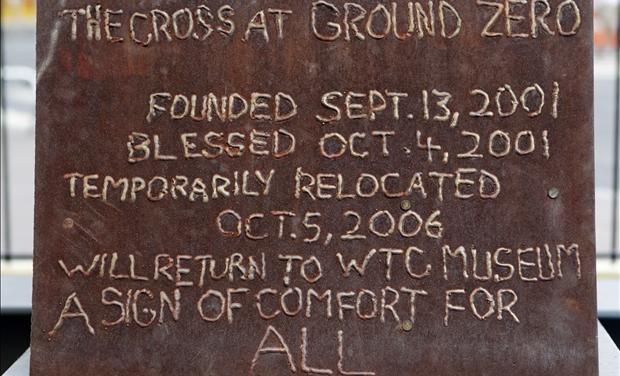 THE CROSS AT GROUND ZERO
FOUNDED SEPT. 13, 2001
BLESSED OCT. 4, 2001
TEMPORARILY RELOCATED
OCT. 5, 2006
WILL RETURN TO WTC MUSEUM
A SIGN OF COMFORT FOR
ALL